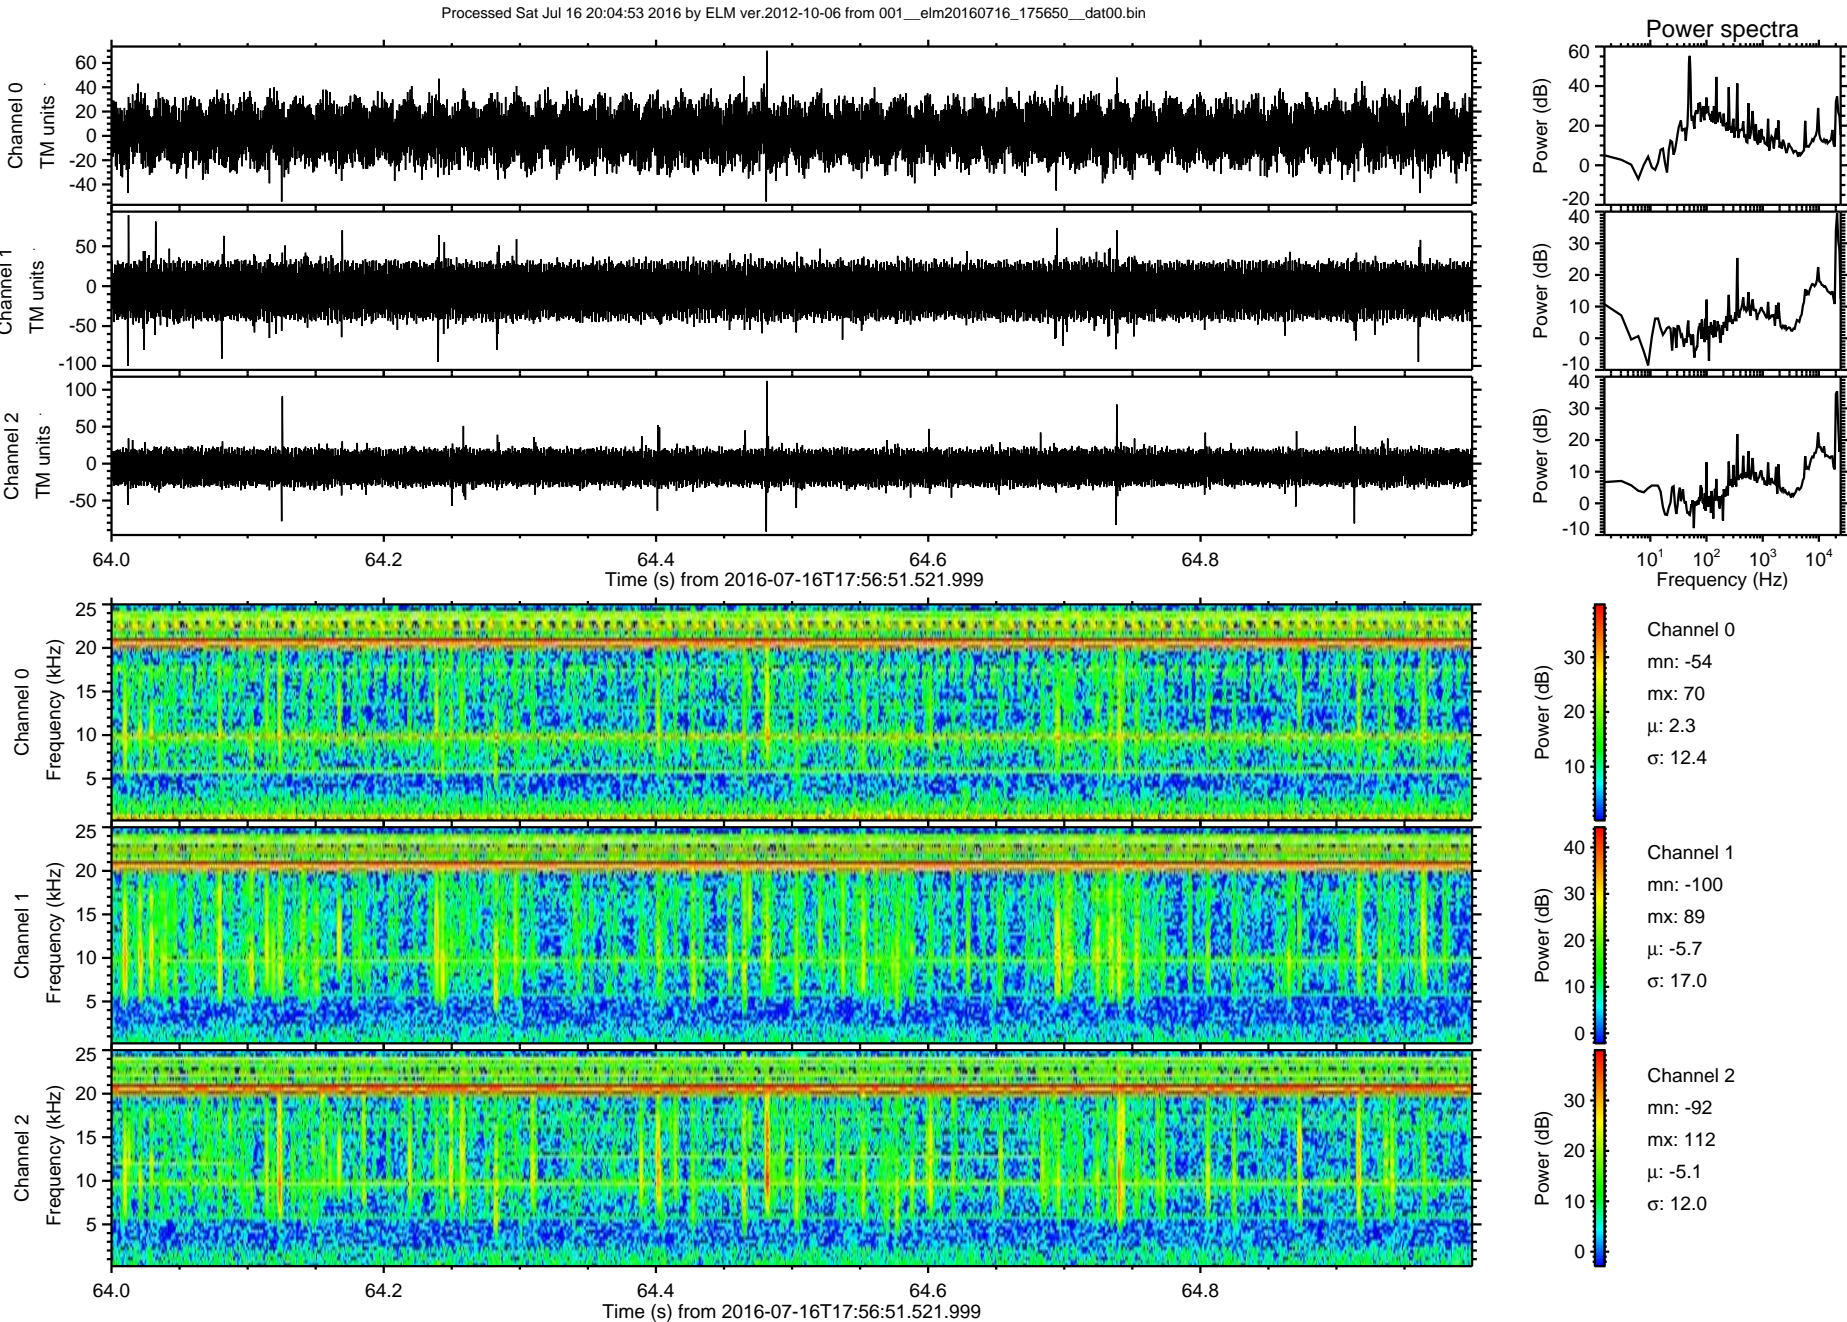 Processed Sat Jul 16 20:04:53 2016 by ELM ver.2012-10-06 from 001__elm20160716_175650__dat00.bin
Power spectra
Channel 0
TM units
60
40
20
0
-20
-40
Power (dB)
60
40
20
0
-20
Channel 1
TM units
50
0
-50
-100
Power (dB)
40
30
20
10
0
-10
Channel 2
TM units
100
50
0
-50
Power (dB)
40
30
20
10
0
-10
64.0 64.2 64.4 64.6 64.8
Time (s) from 2016-07-16T17:56:51.521.999
10¹ 10² 10³ 10⁴
Frequency (Hz)
Channel 0
Frequency (kHz)
25
20
15
10
5
Power (dB)
30
20
10
Channel 0
mn: -54
mx: 70
μ: 2.3
σ: 12.4
Channel 1
Frequency (kHz)
25
20
15
10
5
Power (dB)
40
30
20
10
0
Channel 1
mn: -100
mx: 89
μ: -5.7
σ: 17.0
Channel 2
Frequency (kHz)
25
20
15
10
5
Power (dB)
30
20
10
0
Channel 2
mn: -92
mx: 112
μ: -5.1
σ: 12.0
64.0 64.2 64.4 64.6 64.8
Time (s) from 2016-07-16T17:56:51.521.999